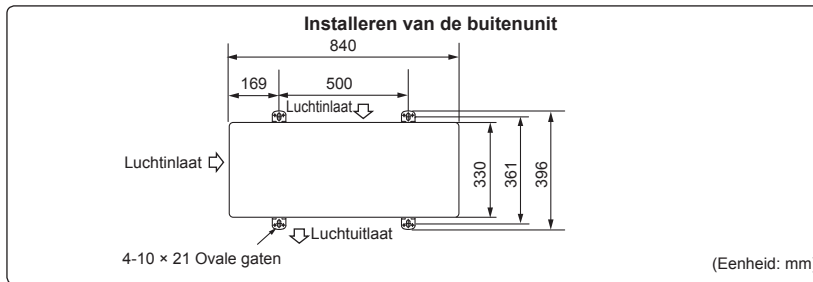 Installeren van de buitenunit
840
169
500
Luchtinlaat
Luchtinlaat
330
361
396
Luchtuitlaat
4-10 × 21 Ovale gaten
(Eenheid: mm)